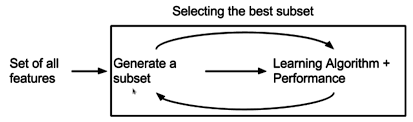 Selecting the best subset
Set of all
features
Generate a
subset
Learning Algorithm +
Performance